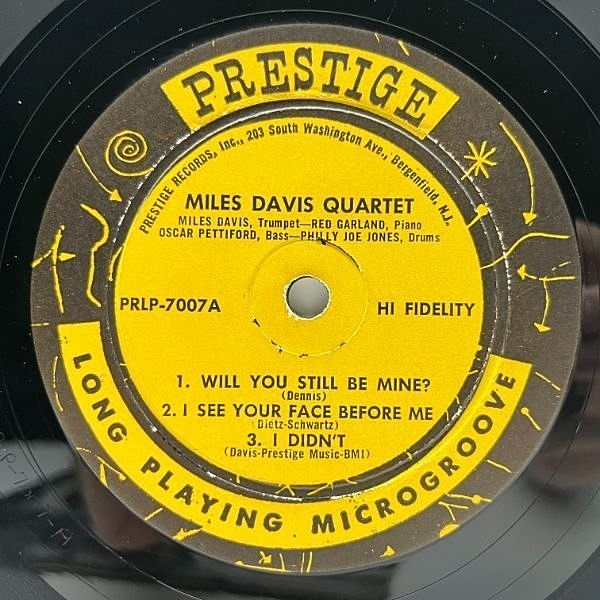 PRESTIGE
PRESTIGE RECORDS, Inc., 203 South Washington Ave., Bergenfield, N.J.
MILES DAVIS QUARTET
MILES DAVIS, Trumpet—RED GARLAND, Piano
OSCAR PETTIFORD, Bass—PHILLY JOE JONES, Drums
PRLP-7007A HI FIDELITY
1. WILL YOU STILL BE MINE?
(Dennis)
2. I SEE YOUR FACE BEFORE ME
(Dietz-Schwartz)
3. I DIDN'T
(Davis-Prestige Music-BMI)
LONG PLAYING MICROGROOVE